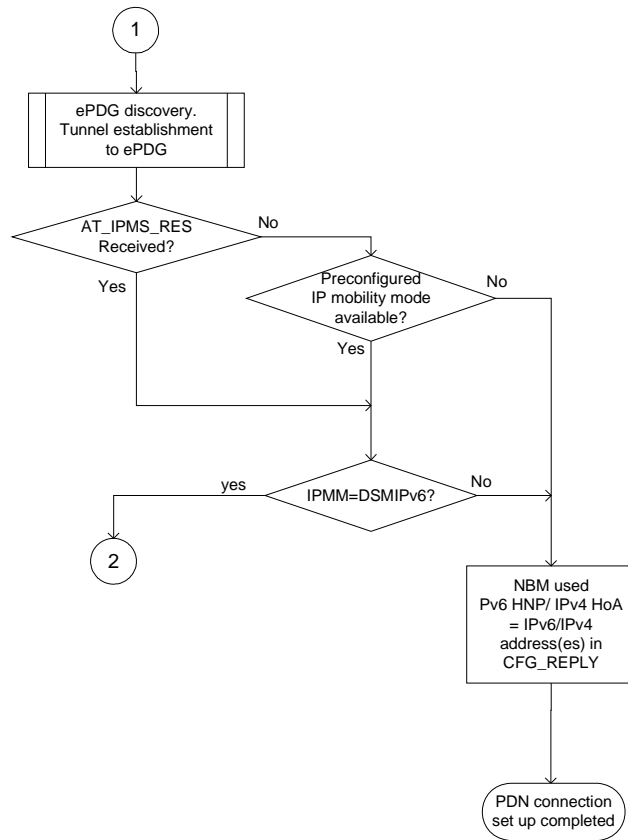 1
ePDG discovery.
Tunnel establishment
to ePDG
AT_IPMS_RES
Received?
No
Yes
Preconfigured
IP mobility mode
available?
No
Yes
IPMM=DSMIPv6?
yes
No
2
NBM used
Pv6 HNP/ IPv4 HoA
= IPv6/IPv4
address(es) in
CFG_REPLY
PDN connection
set up completed